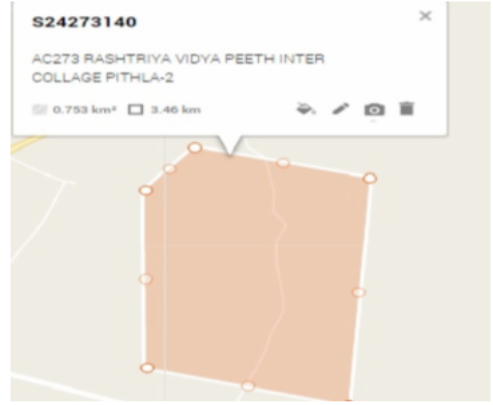 S24273140
AC273 RASHTRIYA VIDYA PEETH INTER
COLLAGE PITHLA-2
0.753 km² 3.46 km